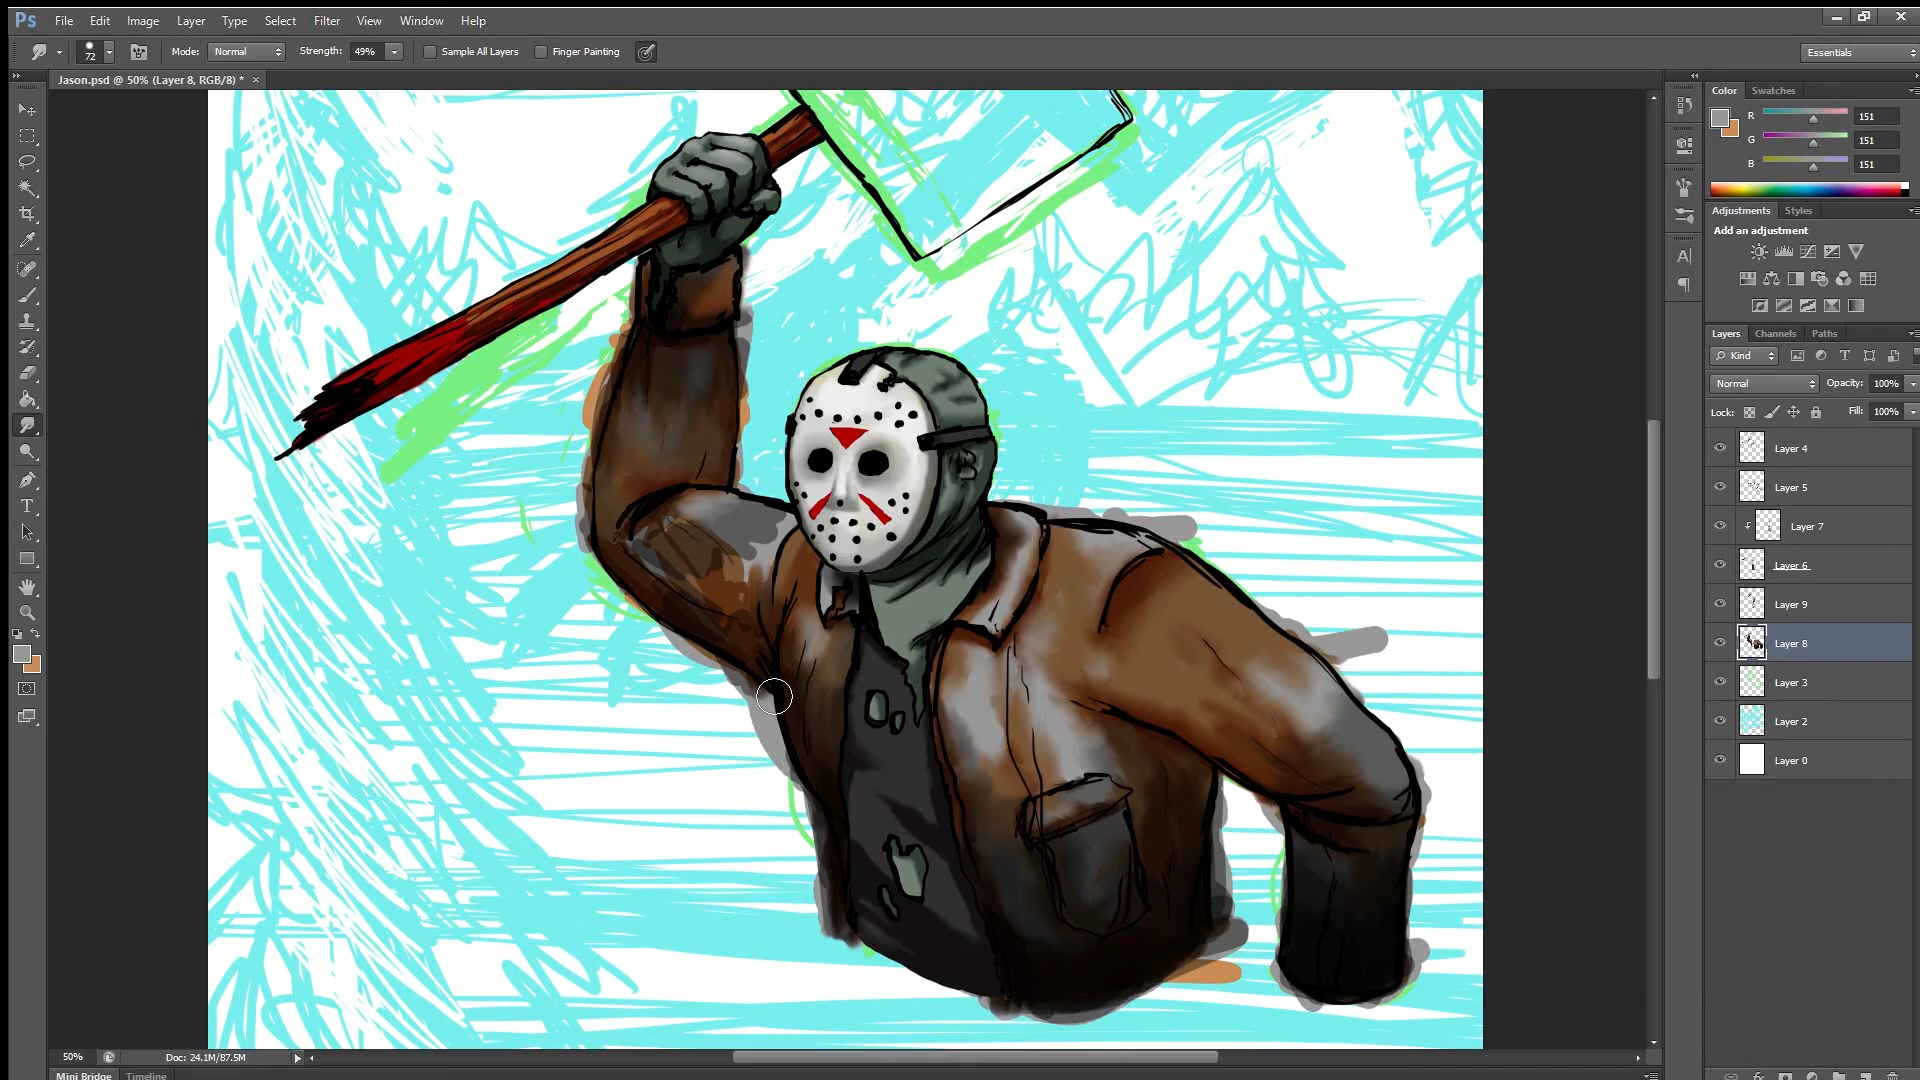 Ps File Edit Image Layer Type Select Filter View Window Help
72 Mode: Normal Strength: 49% Sample All Layers Finger Painting Essentials
Jason.psd @ 50% (Layer 8, RGB/8) * ×
Color Swatches
R 151
G 151
B 151
Adjustments Styles
Add an adjustment
Layers Channels Paths
Kind
Normal Opacity: 100%
Lock: Fill: 100%
Layer 4
Layer 5
Layer 7
Layer 6
Layer 9
Layer 8
Layer 3
Layer 2
Layer 0
50% Doc: 24.1M/87.5M
Mini Bridge Timeline